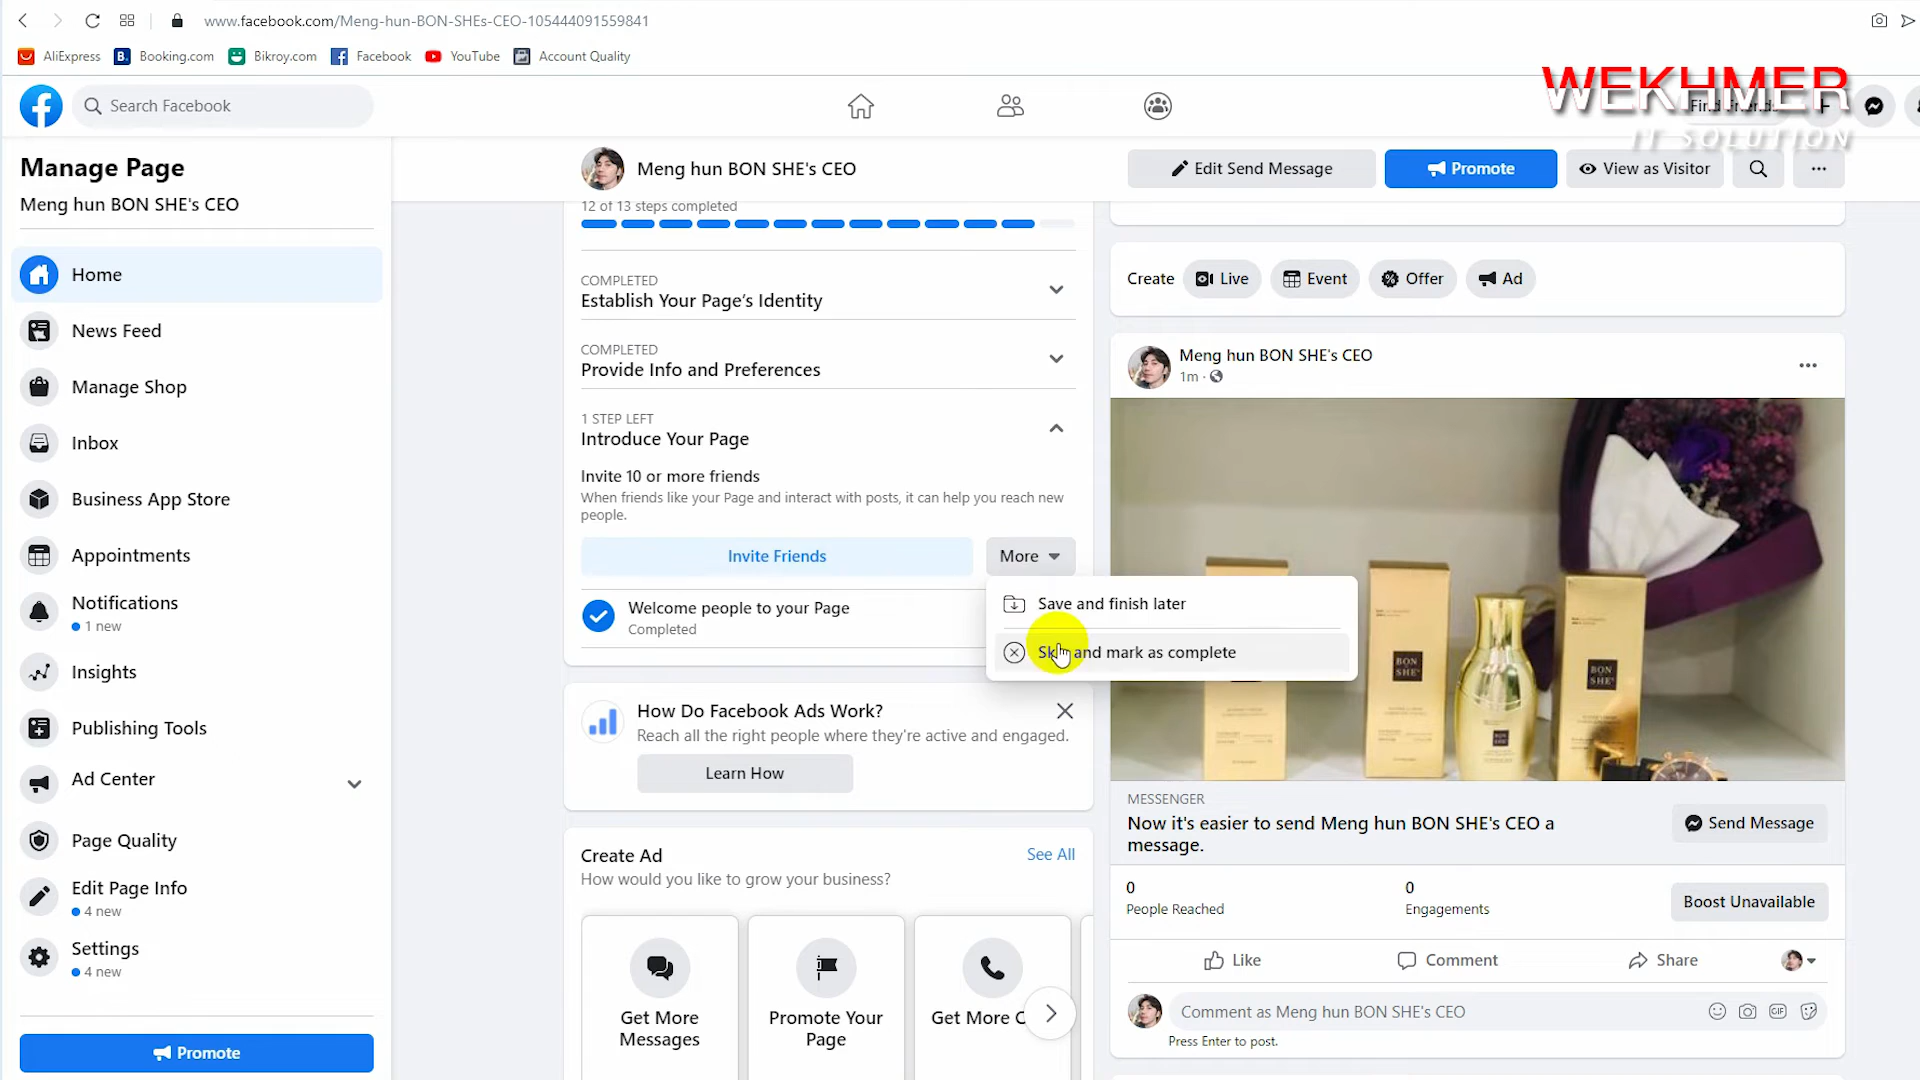 www.facebook.com/Meng-hun-BON-SHEs-CEO-105444091559841
AliExpress
Booking.com
Bikroy.com
Facebook
YouTube
Account Quality
Search Facebook
WEKHMER
IT SOLUTION
Manage Page
Meng hun BON SHE's CEO
Home
News Feed
Manage Shop
Inbox
Business App Store
Appointments
Notifications
1 new
Insights
Publishing Tools
Ad Center
Page Quality
Edit Page Info
4 new
Settings
4 new
Promote
Meng hun BON SHE's CEO
Edit Send Message
Promote
View as Visitor
12 of 13 steps completed
COMPLETED
Establish Your Page's Identity
COMPLETED
Provide Info and Preferences
1 STEP LEFT
Introduce Your Page
Invite 10 or more friends
When friends like your Page and interact with posts, it can help you reach new
people.
Invite Friends
More
Save and finish later
and mark as complete
Welcome people to your Page
Completed
How Do Facebook Ads Work?
Reach all the right people where they're active and engaged.
Learn How
Create Ad
See All
How would you like to grow your business?
Get More
Messages
Promote Your
Page
Get More C
Create
Live
Event
Offer
Ad
Meng hun BON SHE's CEO
1m
BON
SHE
BON
SHE
MESSENGER
Now it's easier to send Meng hun BON SHE's CEO a
message.
Send Message
0
People Reached
0
Engagements
Boost Unavailable
Like
Comment
Share
Comment as Meng hun BON SHE's CEO
GIF
Press Enter to post.